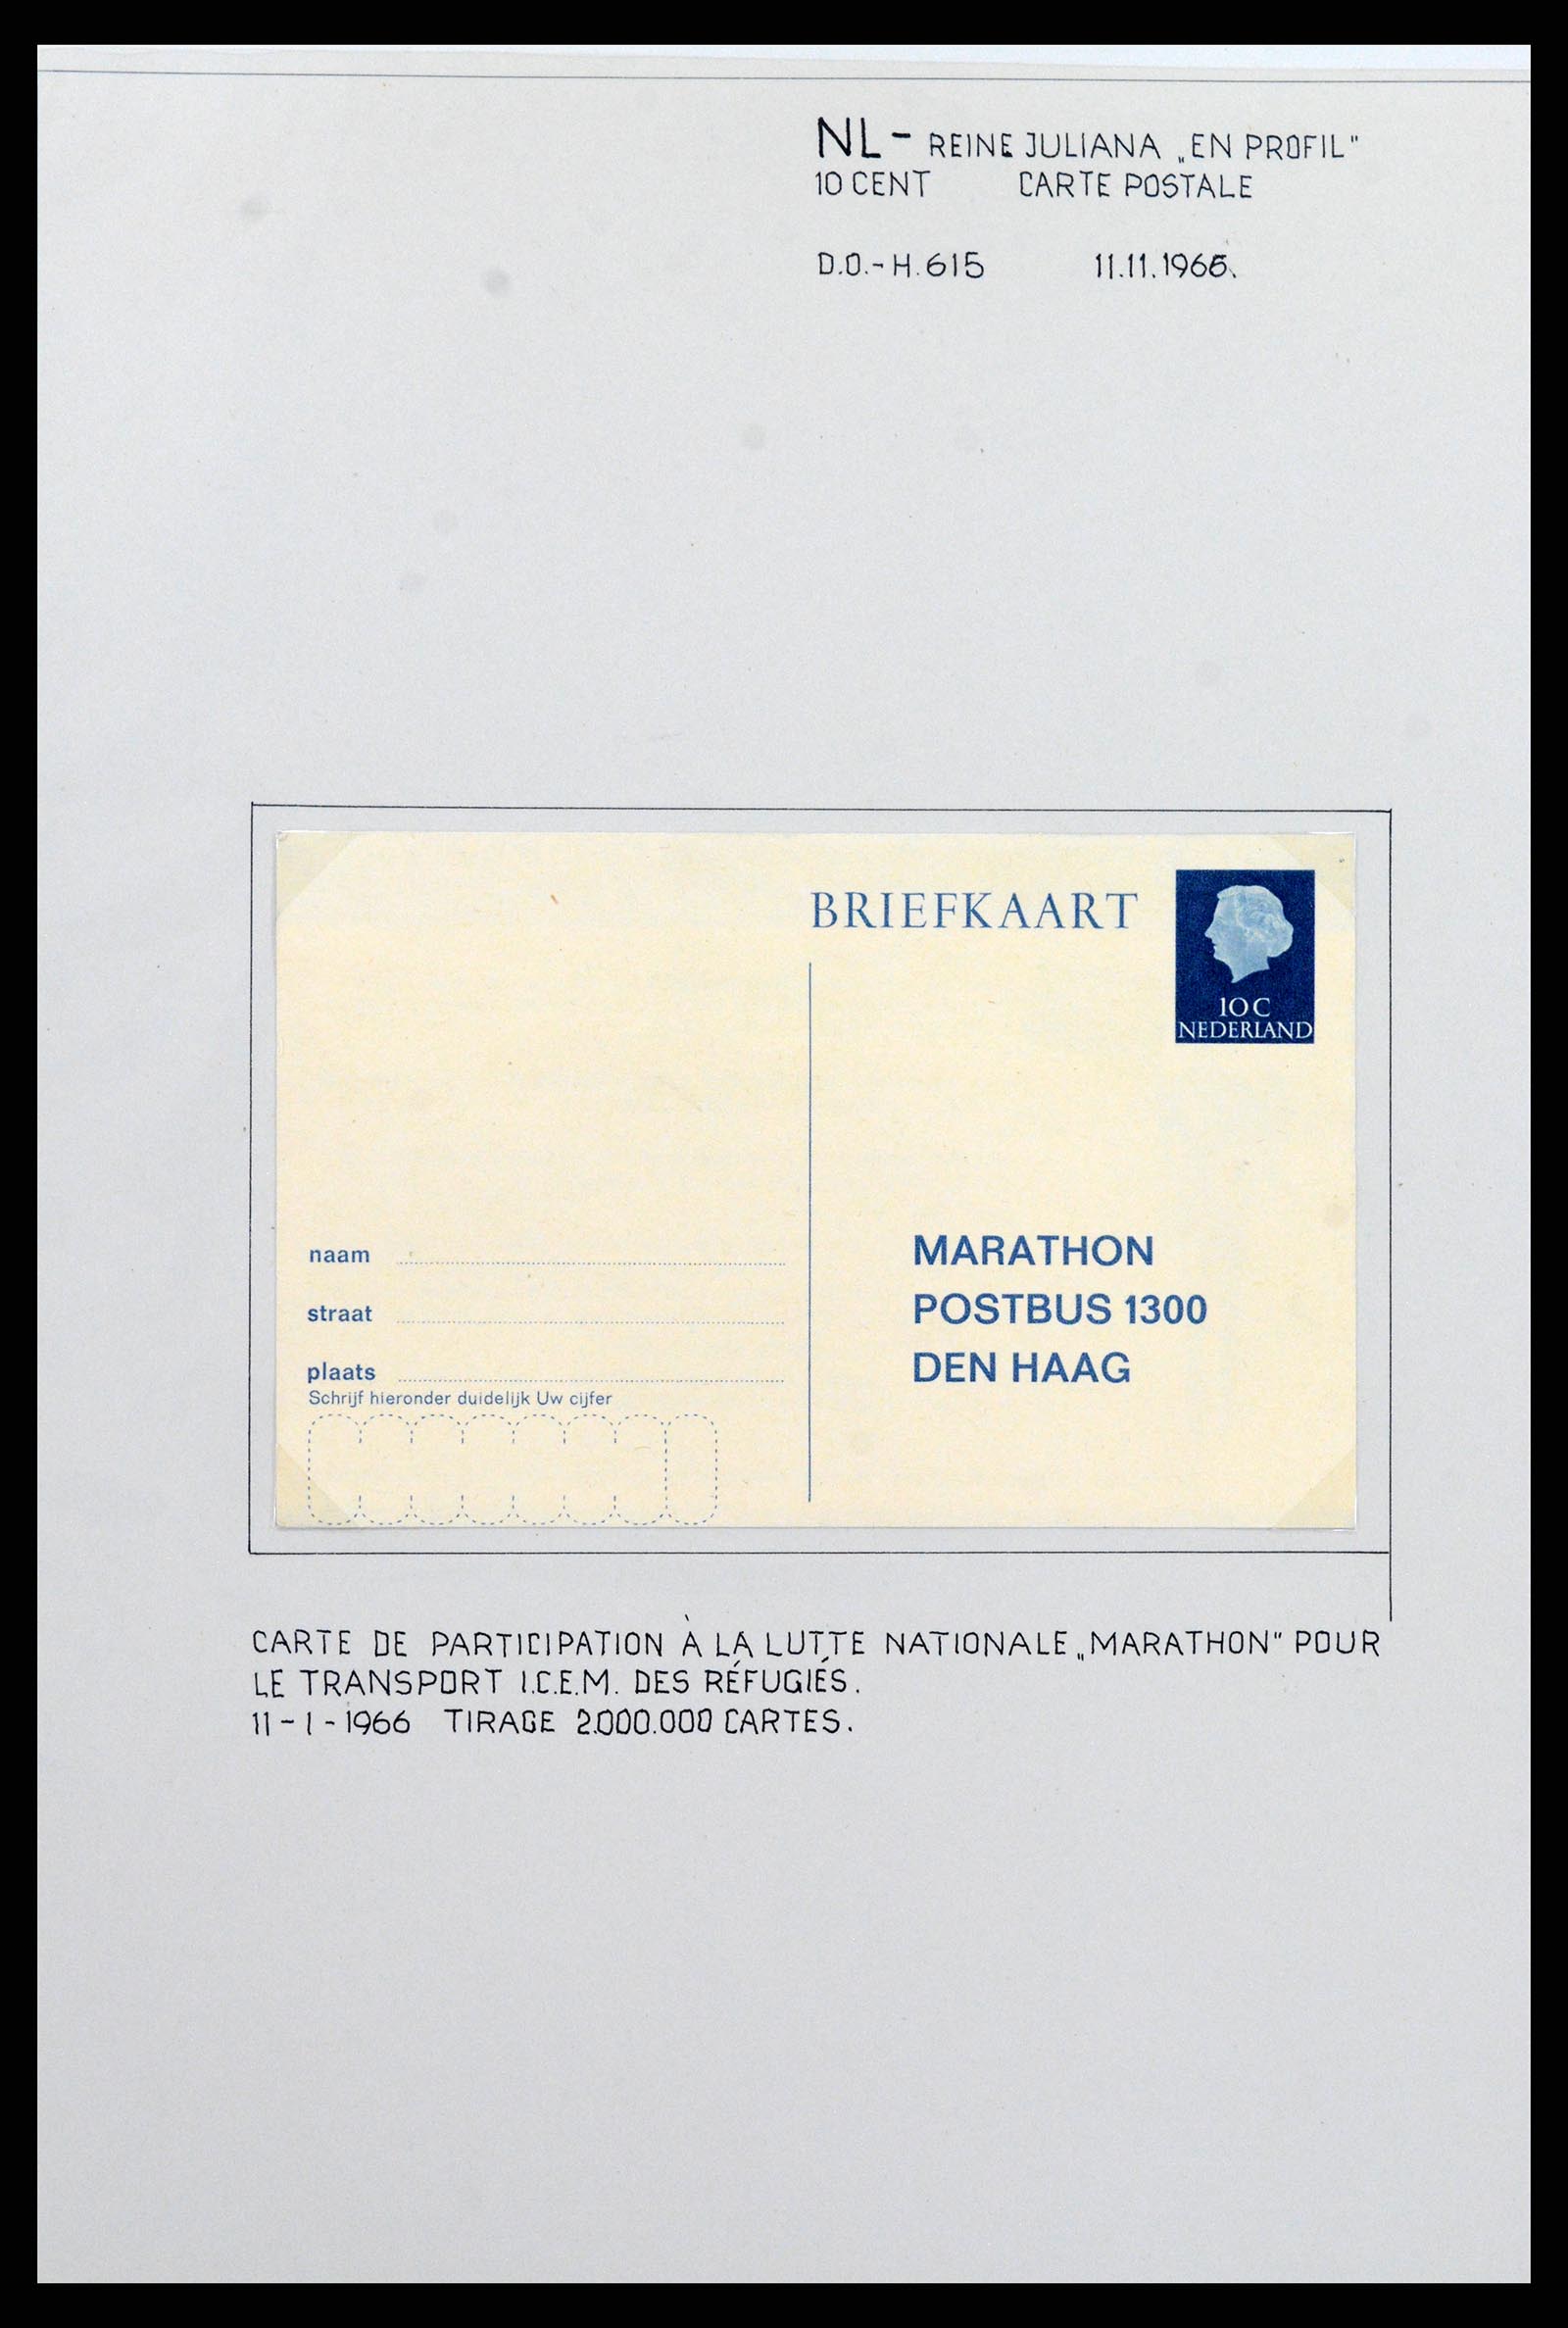 NL - REINE JULIANA „EN PROFIL"
10 CENT CARTE POSTALE
D.O.- H.615 11.11.1966.
BRIEFKAART
10 C
NEDERLAND
naam
straat
plaats
Schrijf hieronder duidelijk Uw cijfer
MARATHON
POSTBUS 1300
DEN HAAG
CARTE DE PARTICIPATION À LA LUTTE NATIONALE „MARATHON" POUR
LE TRANSPORT I.C.E.M. DES RÉFUGIÉS.
11 - 1 - 1966 TIRAGE 2.000.000 CARTES.